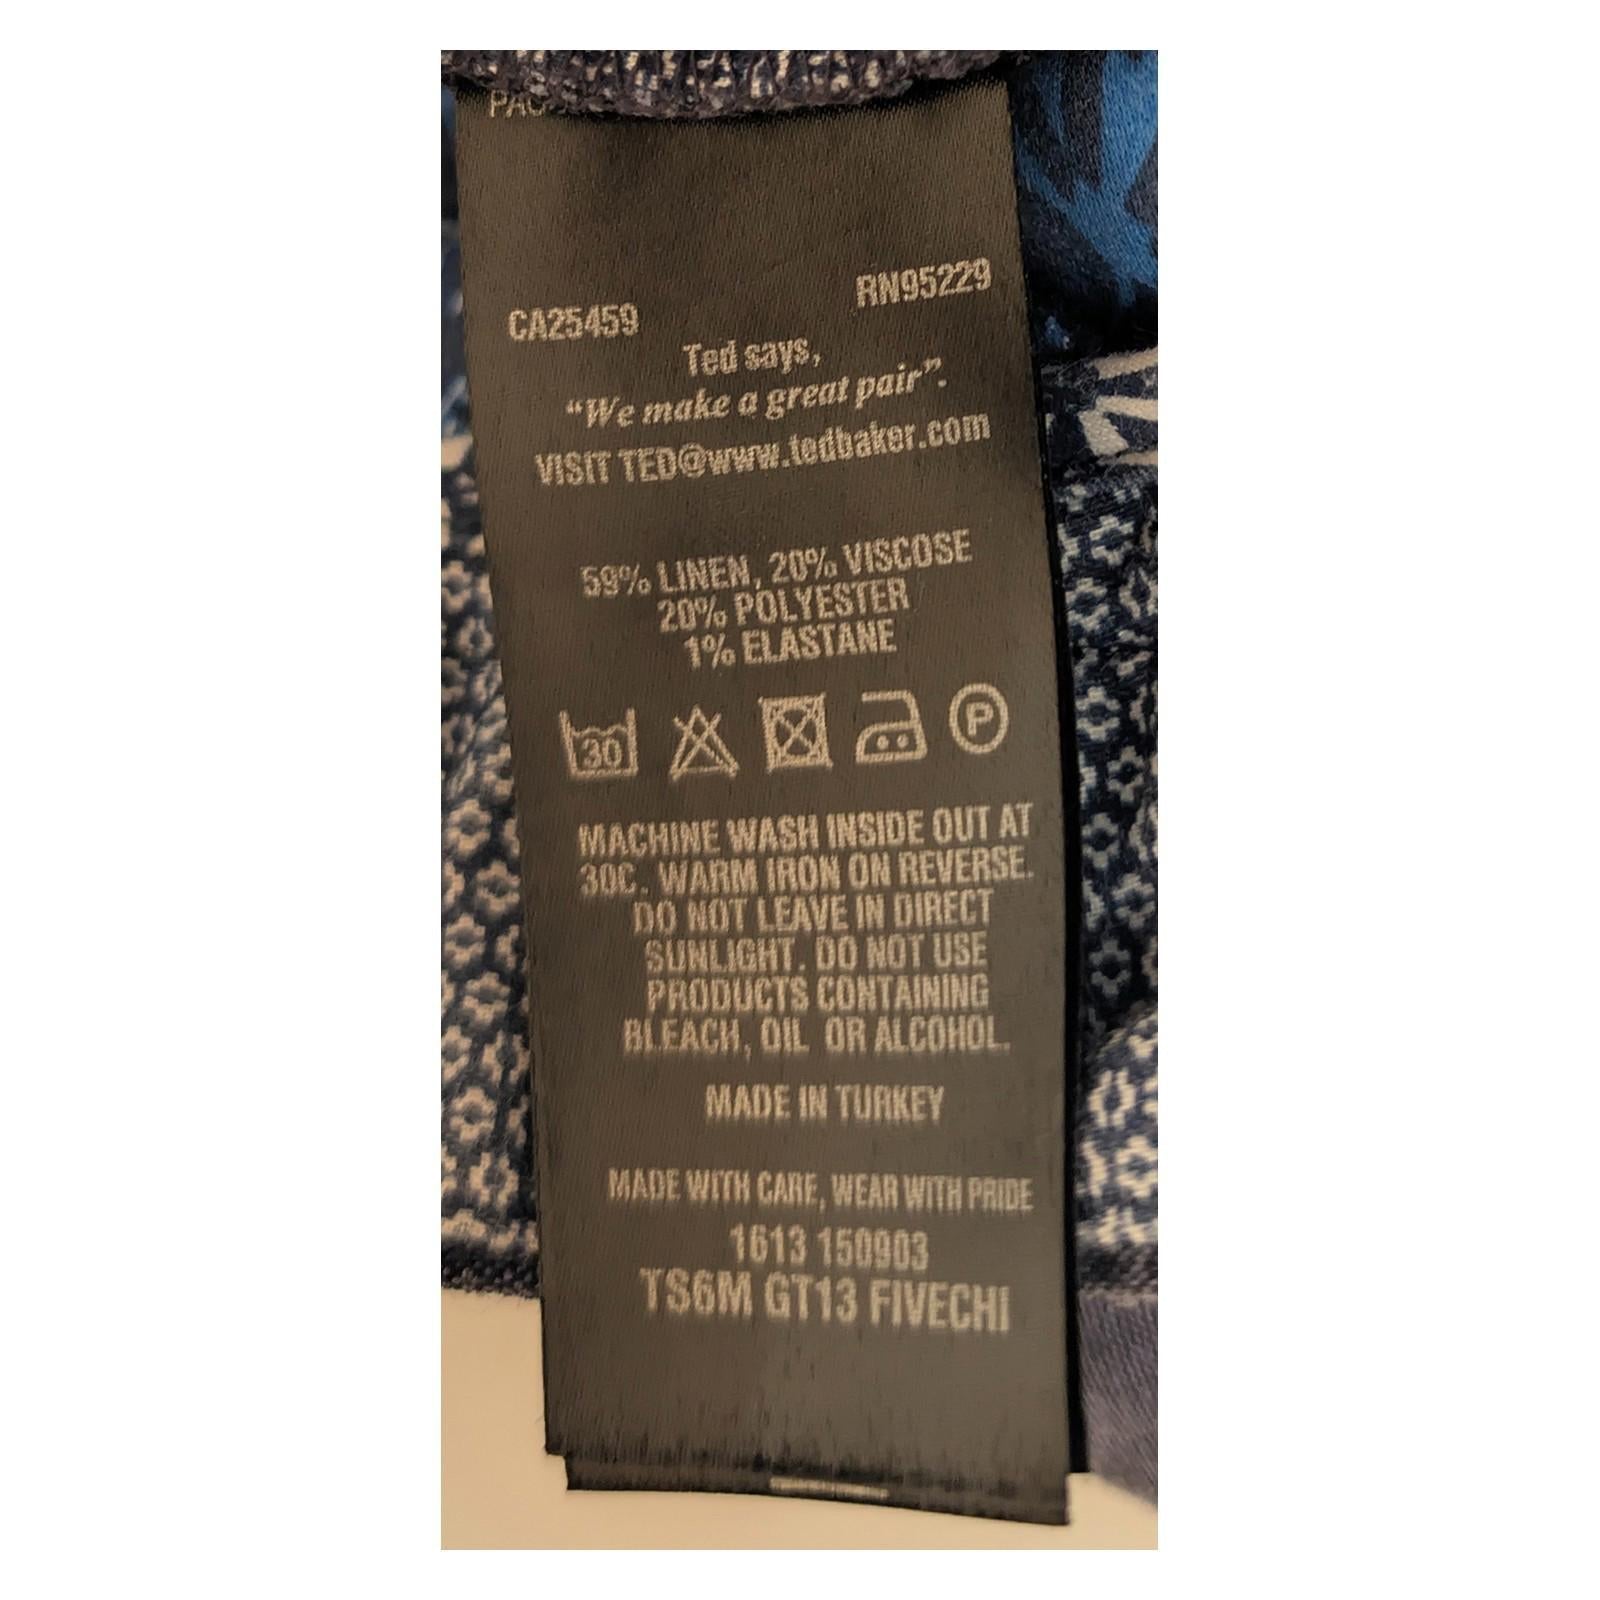 CA25459 RN95229
Ted says,
“We make a great pair”.
VISIT TED@www.tedbaker.com
59% LINEN, 20% VISCOSE
20% POLYESTER
1% ELASTANE
30 P
MACHINE WASH INSIDE OUT AT
30C. WARM IRON ON REVERSE.
DO NOT LEAVE IN DIRECT
SUNLIGHT. DO NOT USE
PRODUCTS CONTAINING
BLEACH, OIL OR ALCOHOL.
MADE IN TURKEY
MADE WITH CARE, WEAR WITH PRIDE
1613 150903
TS6M GT13 FIVECHI